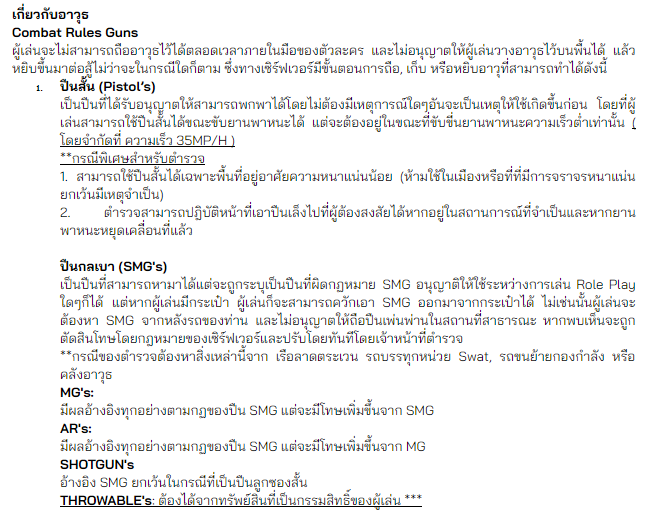 เกี่ยวกับอาวุธ
Combat Rules Guns
ผู้เล่นจะไม่สามารถถืออาวุธไว้ได้ตลอดเวลาภายในมือของตัวละคร และไม่อนุญาตให้ผู้เล่นวางอาวุธไว้บนพื้นได้ แล้ว
หยิบขึ้นมาต่อสู้ไม่ว่าจะในกรณีใดก็ตาม ซึ่งทางเซิร์ฟเวอร์มีขั้นตอนการถือ, เก็บ หรือหยิบอาวุที่สามารถทำได้ดังนี้
1. ปืนสั้น (Pistol's)
เป็นปืนที่ได้รับอนุญาตให้สามารถพกพาได้โดยไม่ต้องมีเหตุการณ์ใดๆอันจะเป็นเหตุให้ใช้เกิดขึ้นก่อน โดยที่ผู้
เล่นสามารถใช้ปืนสั้นได้ขณะขับยานพาหนะได้ แต่จะต้องอยู่ในขณะที่ขับขี่ยานพาหนะความเร็วต่ำเท่านั้น (
โดยจำกัดที่ ความเร็ว 35MP/H )
**กรณีพิเศษสำหรับตำรวจ
1. สามารถใช้ปืนสั้นได้เฉพาะพื้นที่อยู่อาศัยความหนาแน่นน้อย (ห้ามใช้ในเมืองหรือที่ที่มีการจราจรหนาแน่น
ยกเว้นมีเหตุจำเป็น)
2. ตำรวจสามารถปฏิบัติหน้าที่เอาปืนเล็งไปที่ผู้ต้องสงสัยได้หากอยู่ในสถานการณ์ที่จำเป็นและหากยาน
พาหนะหยุดเคลื่อนที่แล้ว
ปืนกลเบา (SMG's)
เป็นปืนที่สามารถหามาได้แต่จะถูกระบุเป็นปืนที่ผิดกฎหมาย SMG อนุญาติให้ใช้ระหว่างการเล่น Role Play
ใดๆก็ได้ แต่หากผู้เล่นมีกระเป๋า ผู้เล่นก็จะสามารถควักเอา SMG ออกมาจากกระเป๋าได้ ไม่เช่นนั้นผู้เล่นจะ
ต้องหา SMG จากหลังรถของท่าน และไม่อนุญาตให้ถือปืนเพ่นพ่านในสถานที่สาธารณะ หากพบเห็นจะถูก
ตัดสินโทษโดยกฎหมายของเซิร์ฟเวอร์และปรับโดยทันทีโดยเจ้าหน้าที่ตำรวจ
**กรณีของตำรวจต้องหาสิ่งเหล่านี้จาก เรือลาดตระเวน รถบรรทุกหน่วย Swat, รถขนย้ายกองกำลัง หรือ
คลังอาวุธ
MG's:
มีผลอ้างอิงทุกอย่างตามกฎของปืน SMG แต่จะมีโทษเพิ่มขึ้นจาก SMG
AR's:
มีผลอ้างอิงทุกอย่างตามกฎของปืน SMG แต่จะมีโทษเพิ่มขึ้นจาก MG
SHOTGUN's
อ้างอิง SMG ยกเว้นในกรณีที่เป็นปืนลูกซองสั้น
THROWABLE's: ต้องได้จากทรัพย์สินที่เป็นกรรมสิทธิ์ของผู้เล่น ***